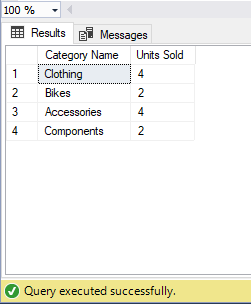 100 %
Results Messages
Category Name Units Sold
1 Clothing 4
2 Bikes 2
3 Accessories 4
4 Components 2
Query executed successfully.